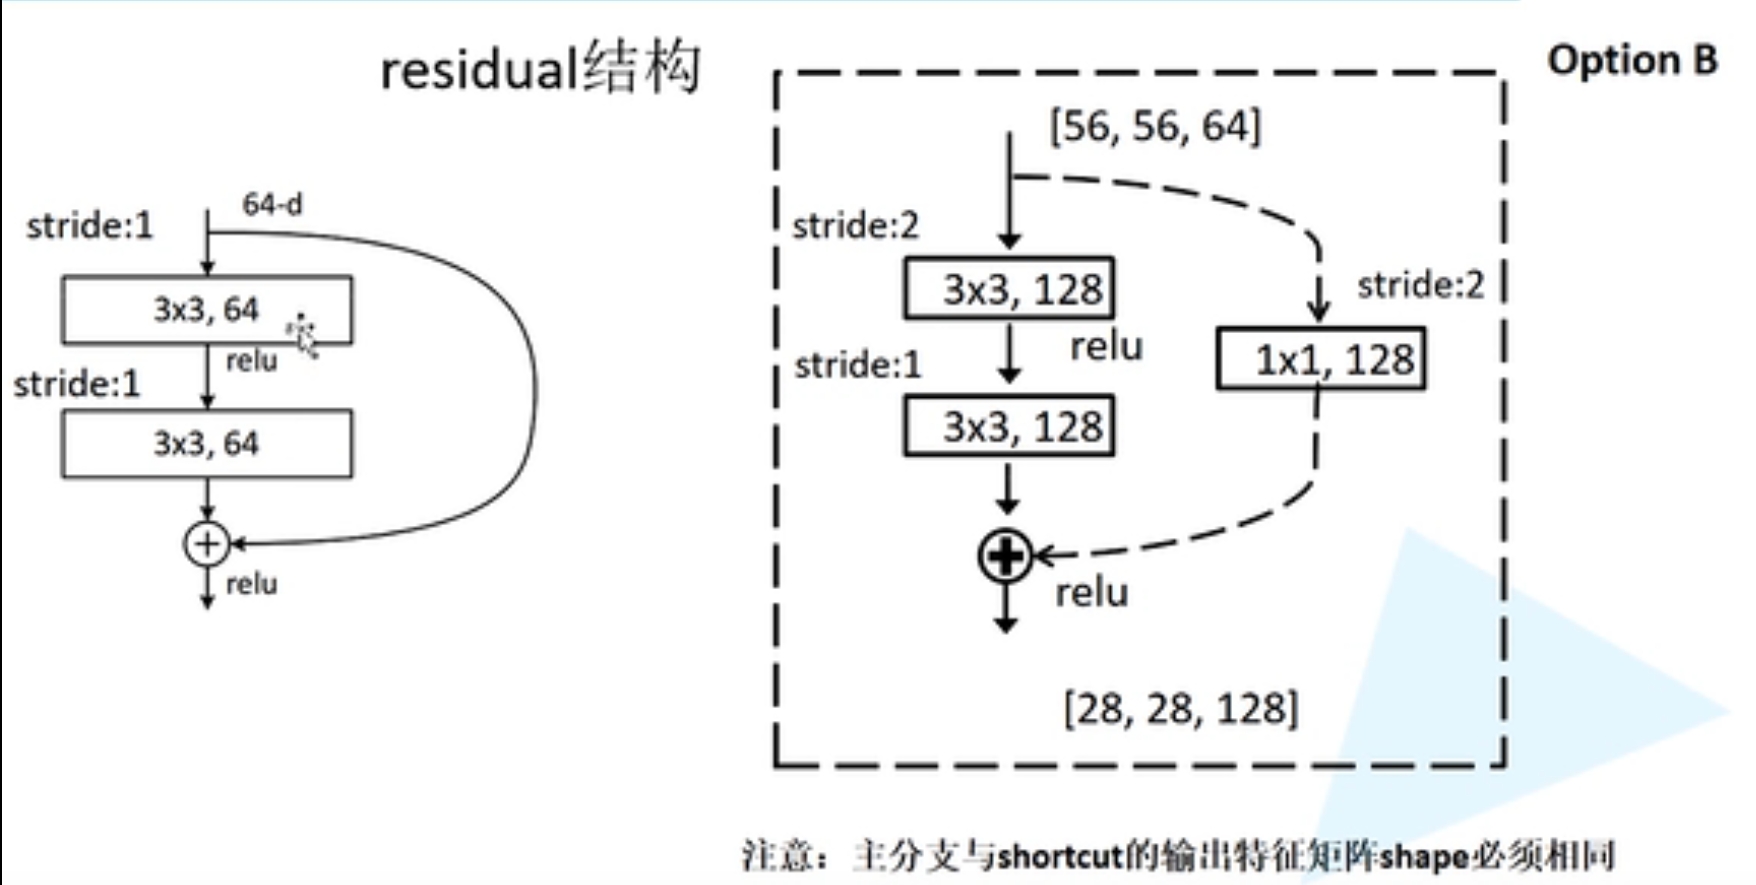 residual结构
Option B
64-d
stride:1
3x3, 64
relu
stride:1
3x3, 64
relu
[56, 56, 64]
stride:2
3x3, 128
stride:2
relu
1x1, 128
stride:1
3x3, 128
relu
[28, 28, 128]
注意：主分支与shortcut的输出特征矩阵shape必须相同